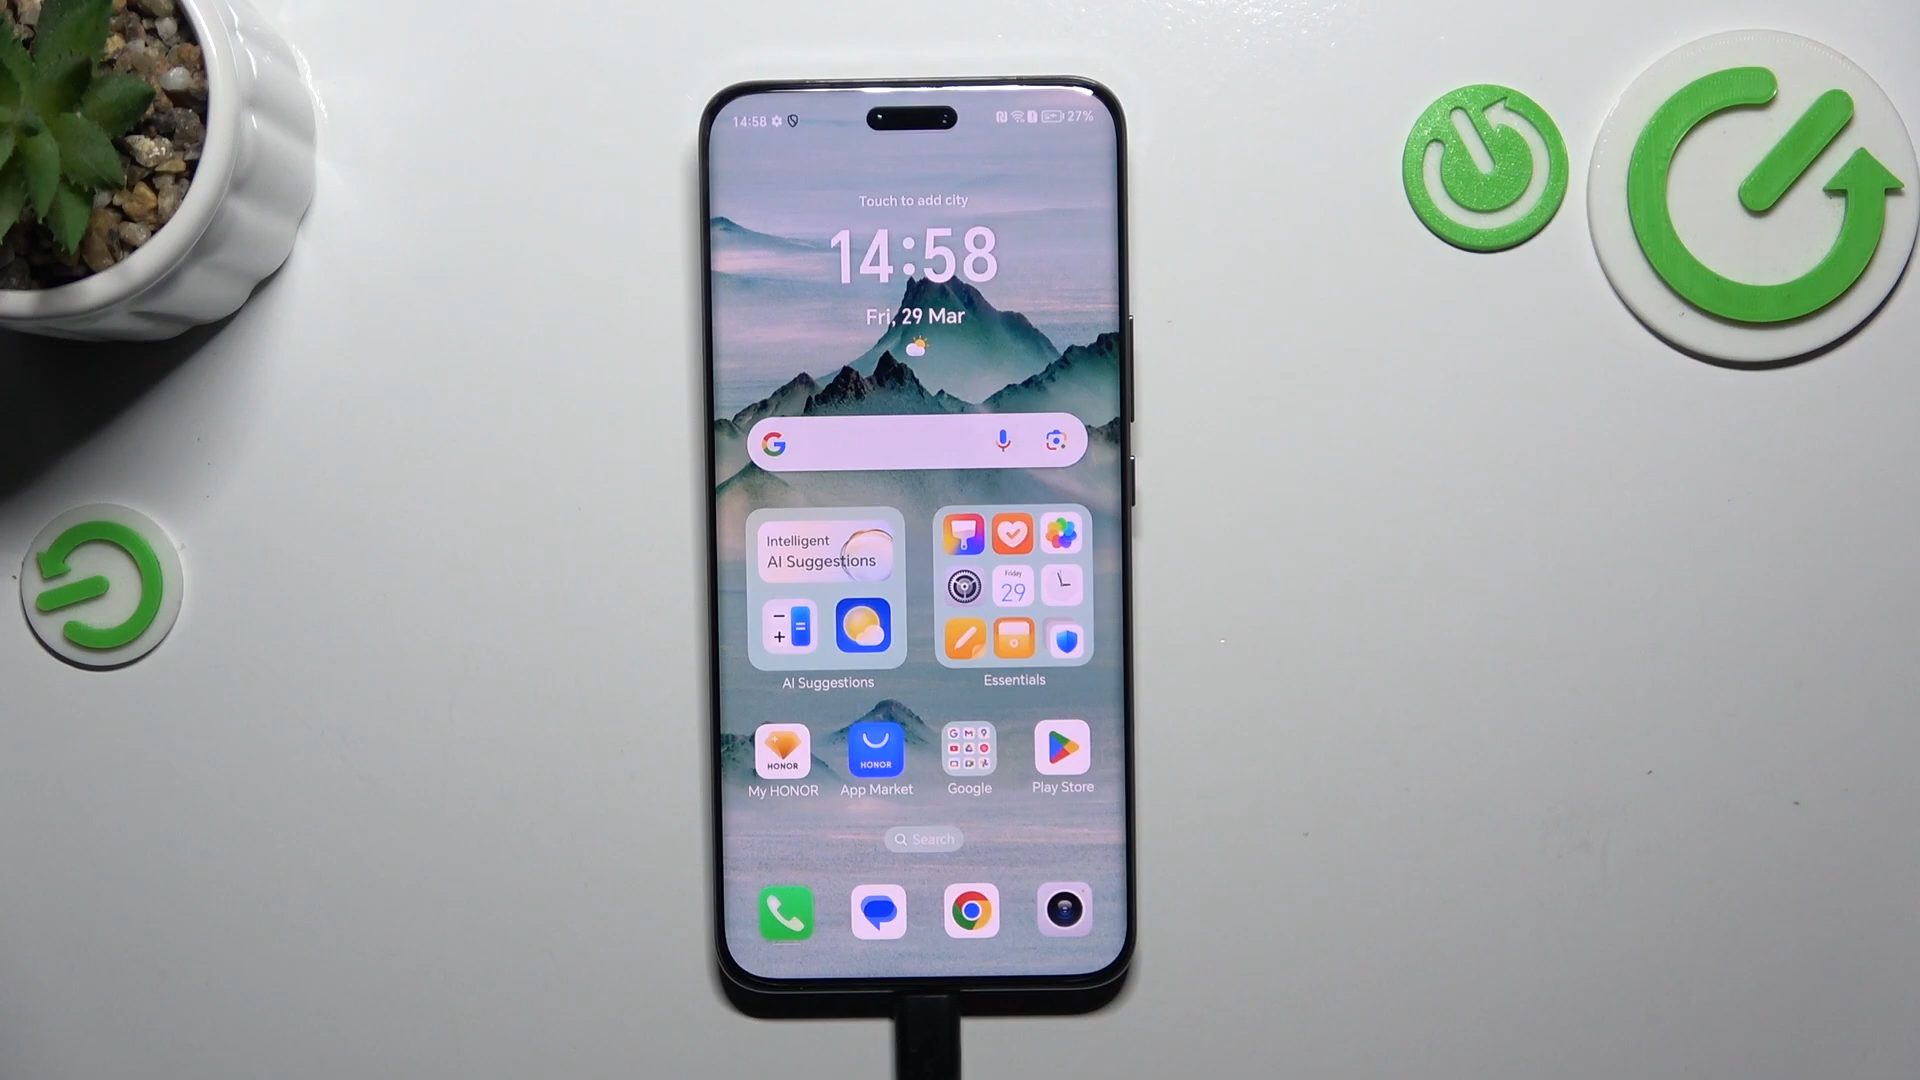 14:58
27%
Touch to add city
14:58
Fri, 29 Mar
Intelligent
AI Suggestions
Friday
29
AI Suggestions
Essentials
HONOR
HONOR
My HONOR
App Market
Google
Play Store
Search